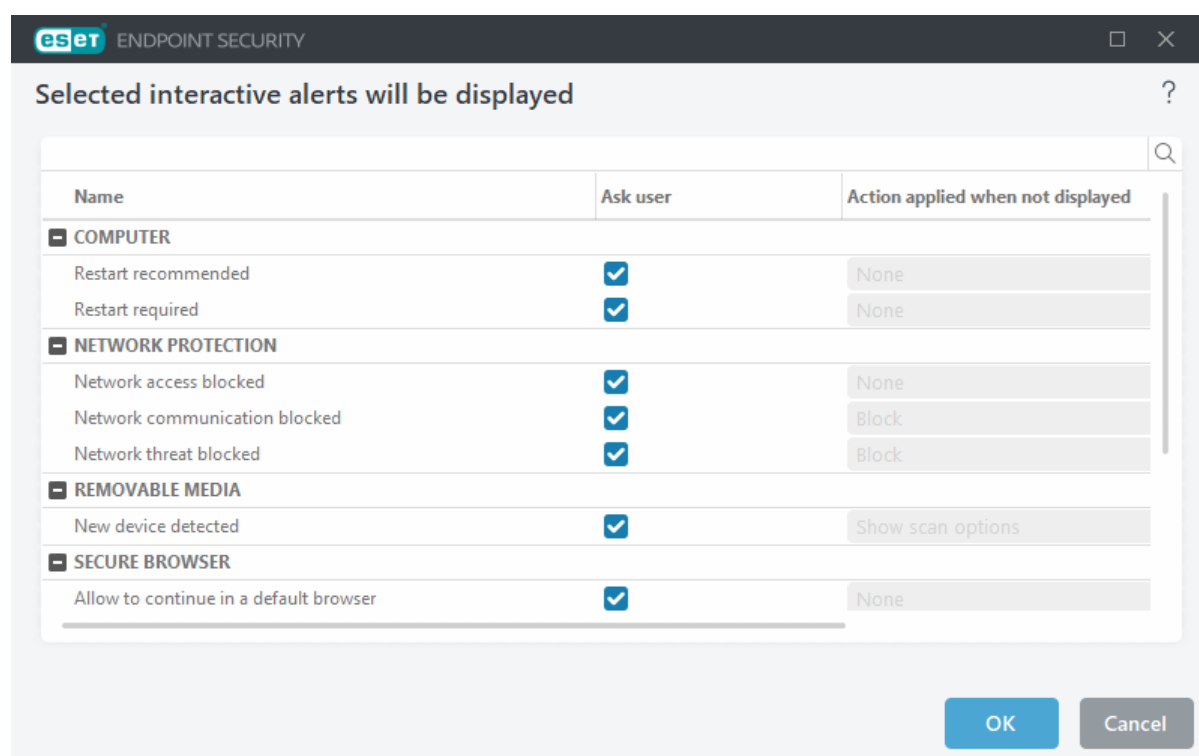 eset ENDPOINT SECURITY
Selected interactive alerts will be displayed ?
Name Ask user Action applied when not displayed
COMPUTER
Restart recommended None
Restart required None
NETWORK PROTECTION
Network access blocked None
Network communication blocked Block
Network threat blocked Block
REMOVABLE MEDIA
New device detected Show scan options
SECURE BROWSER
Allow to continue in a default browser None
OK Cancel